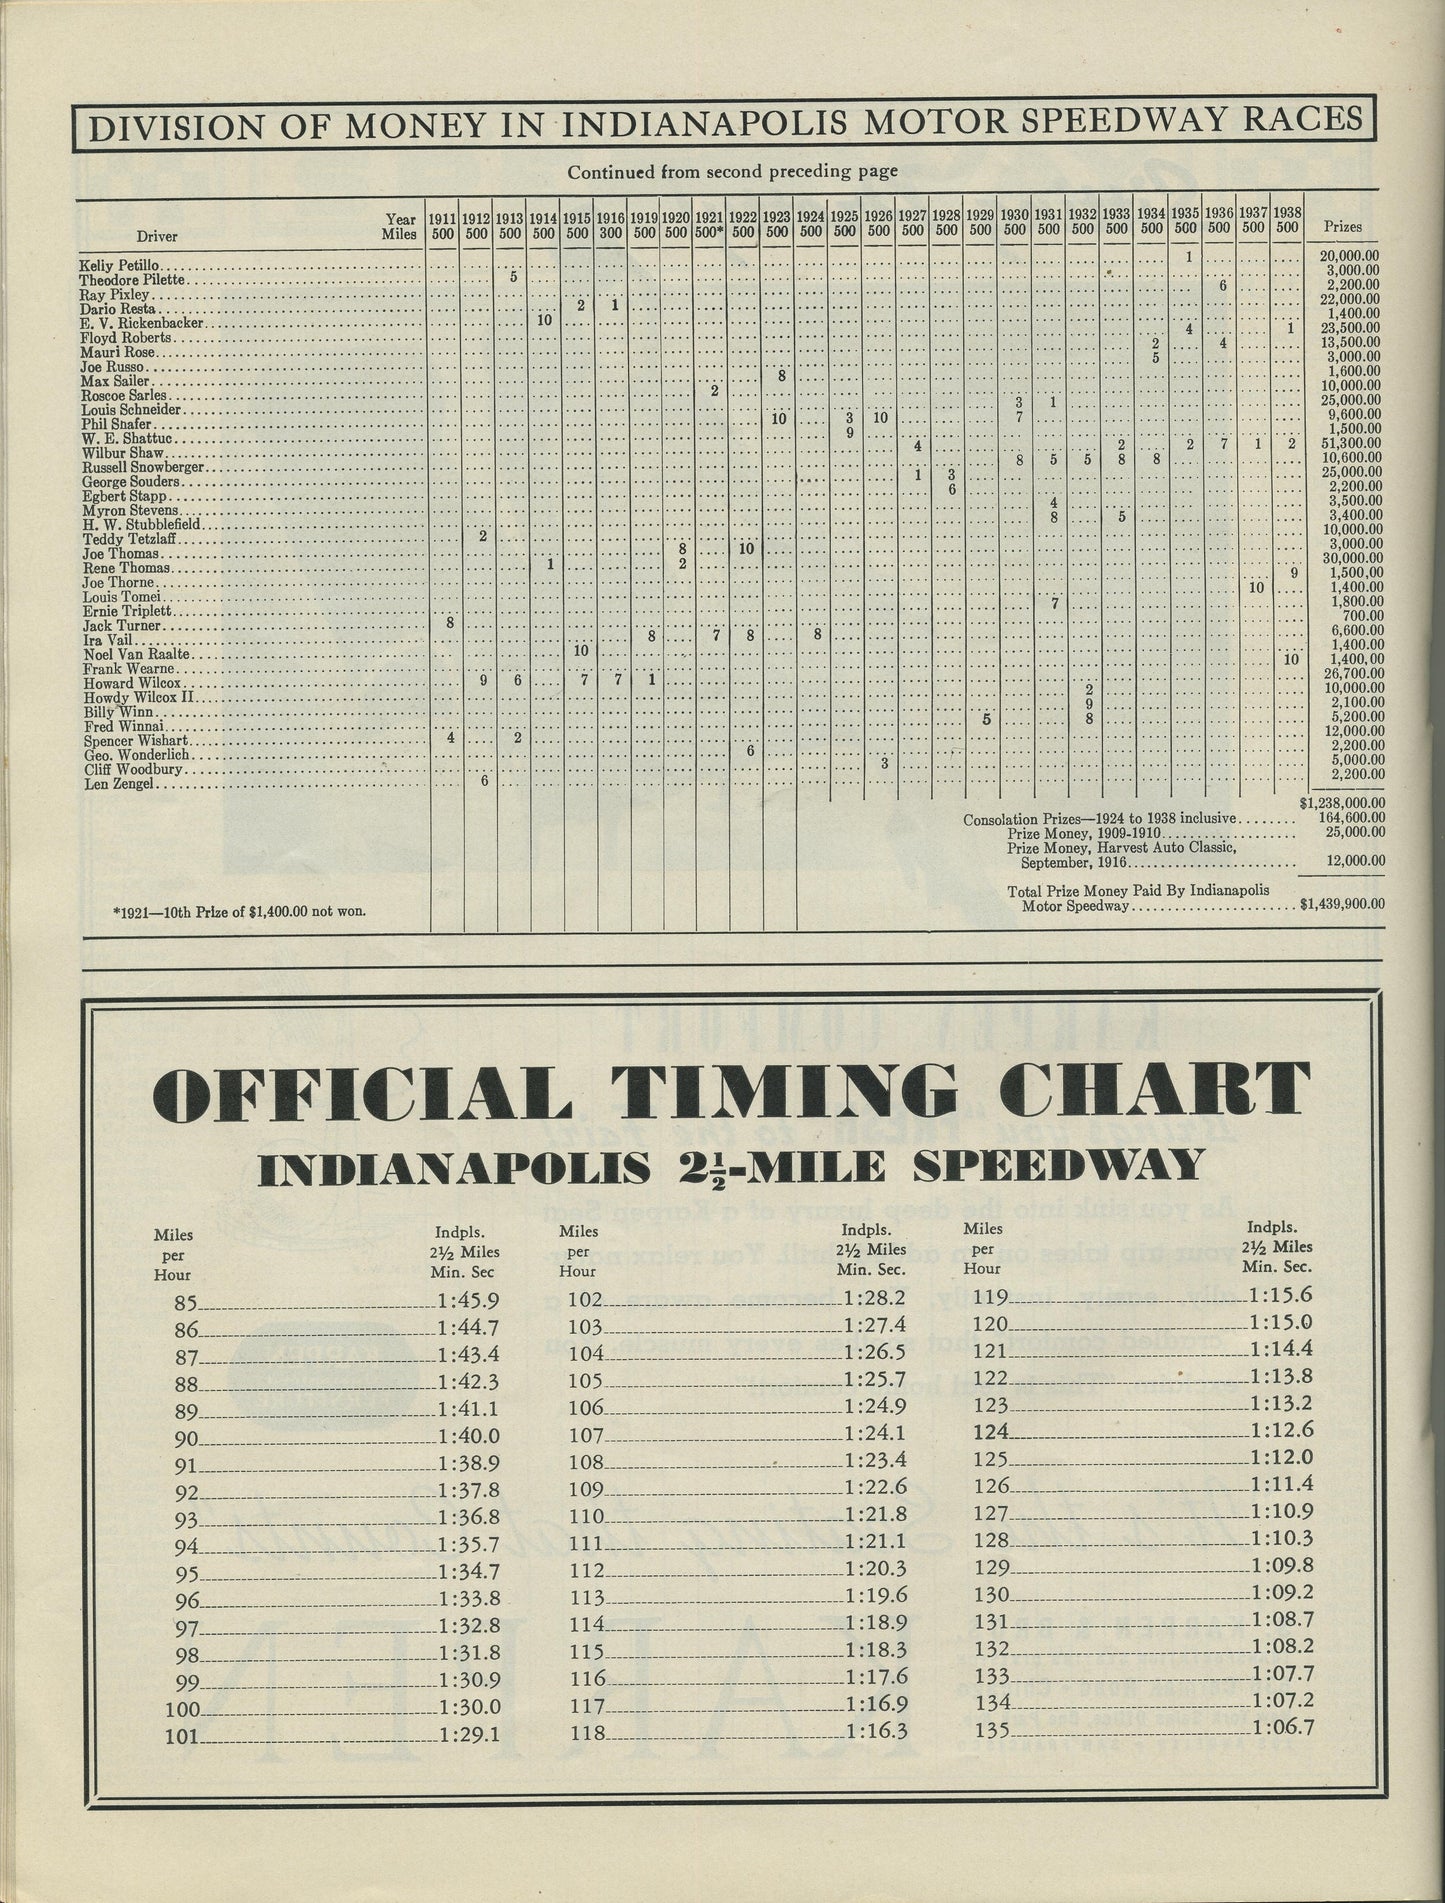 DIVISION OF MONEY IN INDIANAPOLIS MOTOR SPEEDWAY RACES
Continued from second preceding page
Year 1911 1912 1913 1914 1915 1916 1919 1920 1921 1922 1923 1924 1925 1926 1927 1928 1929 1930 1931 1932 1933 1934 1935 1936 1937 1938
Driver Miles 500 500 500 500 500 300 500 500 500* 500 500 500 500 500 500 500 500 500 500 500 500 500 500 500 500 500 Prizes
Kelly Petillo 1 20,000.00
Theodore Pilette 5 3,000.00
Ray Pixley 6 2,200.00
Dario Resta 2 1 22,000.00
E. V. Rickenbacker 10 1,400.00
Floyd Roberts 4 1 23,500.00
Mauri Rose 2 4 13,500.00
Joe Russo 5 3,000.00
Max Sailer 8 1,600.00
Roscoe Sarles 2 10,000.00
Louis Schneider 3 1 25,000.00
Phil Shafer 10 3 10 7 9,600.00
W. E. Shattuc 9 1,500.00
Wilbur Shaw 4 2 2 7 1 2 51,300.00
Russell Snowberger 8 5 5 8 8 10,600.00
George Souders 1 3 25,000.00
Egbert Stapp 6 2,200.00
Myron Stevens 4 3,500.00
H. W. Stubblefield 8 5 3,400.00
Teddy Tetzlaff 2 10,000.00
Joe Thomas 8 10 3,000.00
Rene Thomas 1 2 30,000.00
Joe Thorne 9 1,500,00
Louis Tomei 10 1,400.00
Ernie Triplett 7 1,800.00
Jack Turner 8 700.00
Ira Vail 8 7 8 8 6,600.00
Noel Van Raalte 10 1,400.00
Frank Wearne 10 1,400,00
Howard Wilcox 9 6 7 7 1 26,700.00
Howdy Wilcox II 2 10,000.00
Billy Winn 9 2,100.00
Fred Winnai 5 8 5,200.00
Spencer Wishart 4 2 12,000.00
Geo. Wonderlich 6 2,200.00
Cliff Woodbury 3 5,000.00
Len Zengel 6 2,200.00
$1,238,000.00
Consolation Prizes—1924 to 1938 inclusive 164,600.00
Prize Money, 1909-1910 25,000.00
Prize Money, Harvest Auto Classic,
September, 1916 12,000.00
Total Prize Money Paid By Indianapolis
Motor Speedway $1,439,900.00
*1921—10th Prize of $1,400.00 not won.
OFFICIAL TIMING CHART
INDIANAPOLIS 2½-MILE SPEEDWAY
Miles Indpls. Miles Indpls. Miles Indpls.
per 2½ Miles per 2½ Miles per 2½ Miles
Hour Min. Sec Hour Min. Sec. Hour Min. Sec.
85 1:45.9 102 1:28.2 119 1:15.6
86 1:44.7 103 1:27.4 120 1:15.0
87 1:43.4 104 1:26.5 121 1:14.4
88 1:42.3 105 1:25.7 122 1:13.8
89 1:41.1 106 1:24.9 123 1:13.2
90 1:40.0 107 1:24.1 124 1:12.6
91 1:38.9 108 1:23.4 125 1:12.0
92 1:37.8 109 1:22.6 126 1:11.4
93 1:36.8 110 1:21.8 127 1:10.9
94 1:35.7 111 1:21.1 128 1:10.3
95 1:34.7 112 1:20.3 129 1:09.8
96 1:33.8 113 1:19.6 130 1:09.2
97 1:32.8 114 1:18.9 131 1:08.7
98 1:31.8 115 1:18.3 132 1:08.2
99 1:30.9 116 1:17.6 133 1:07.7
100 1:30.0 117 1:16.9 134 1:07.2
101 1:29.1 118 1:16.3 135 1:06.7